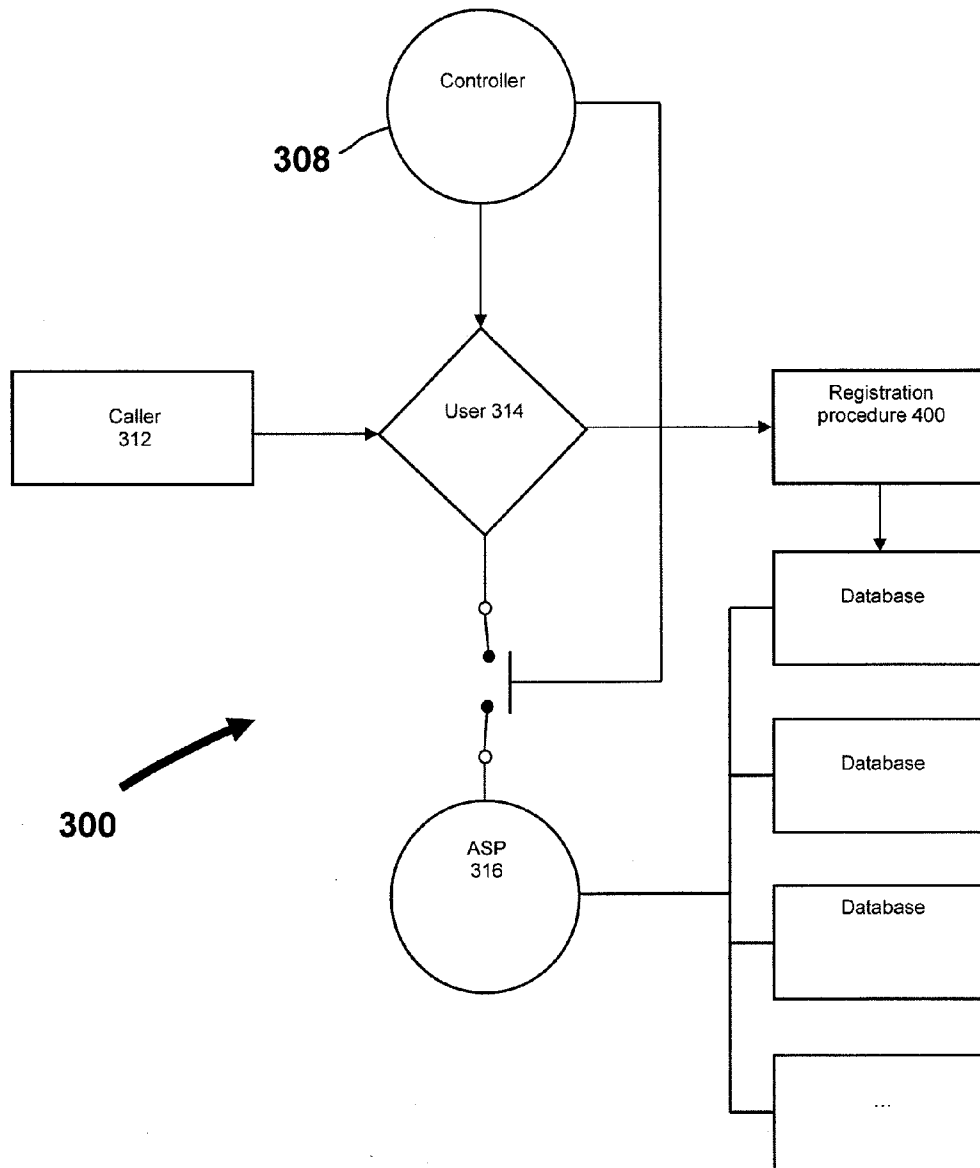 Controller
308
Caller
312
User 314
Registration
procedure 400
Database
Database
300
ASP
316
Database
...